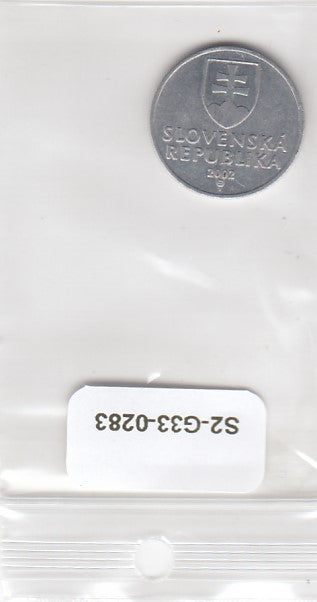 SLOVENSKÁ
REPUBLIKA
2002
S2-G33-0283